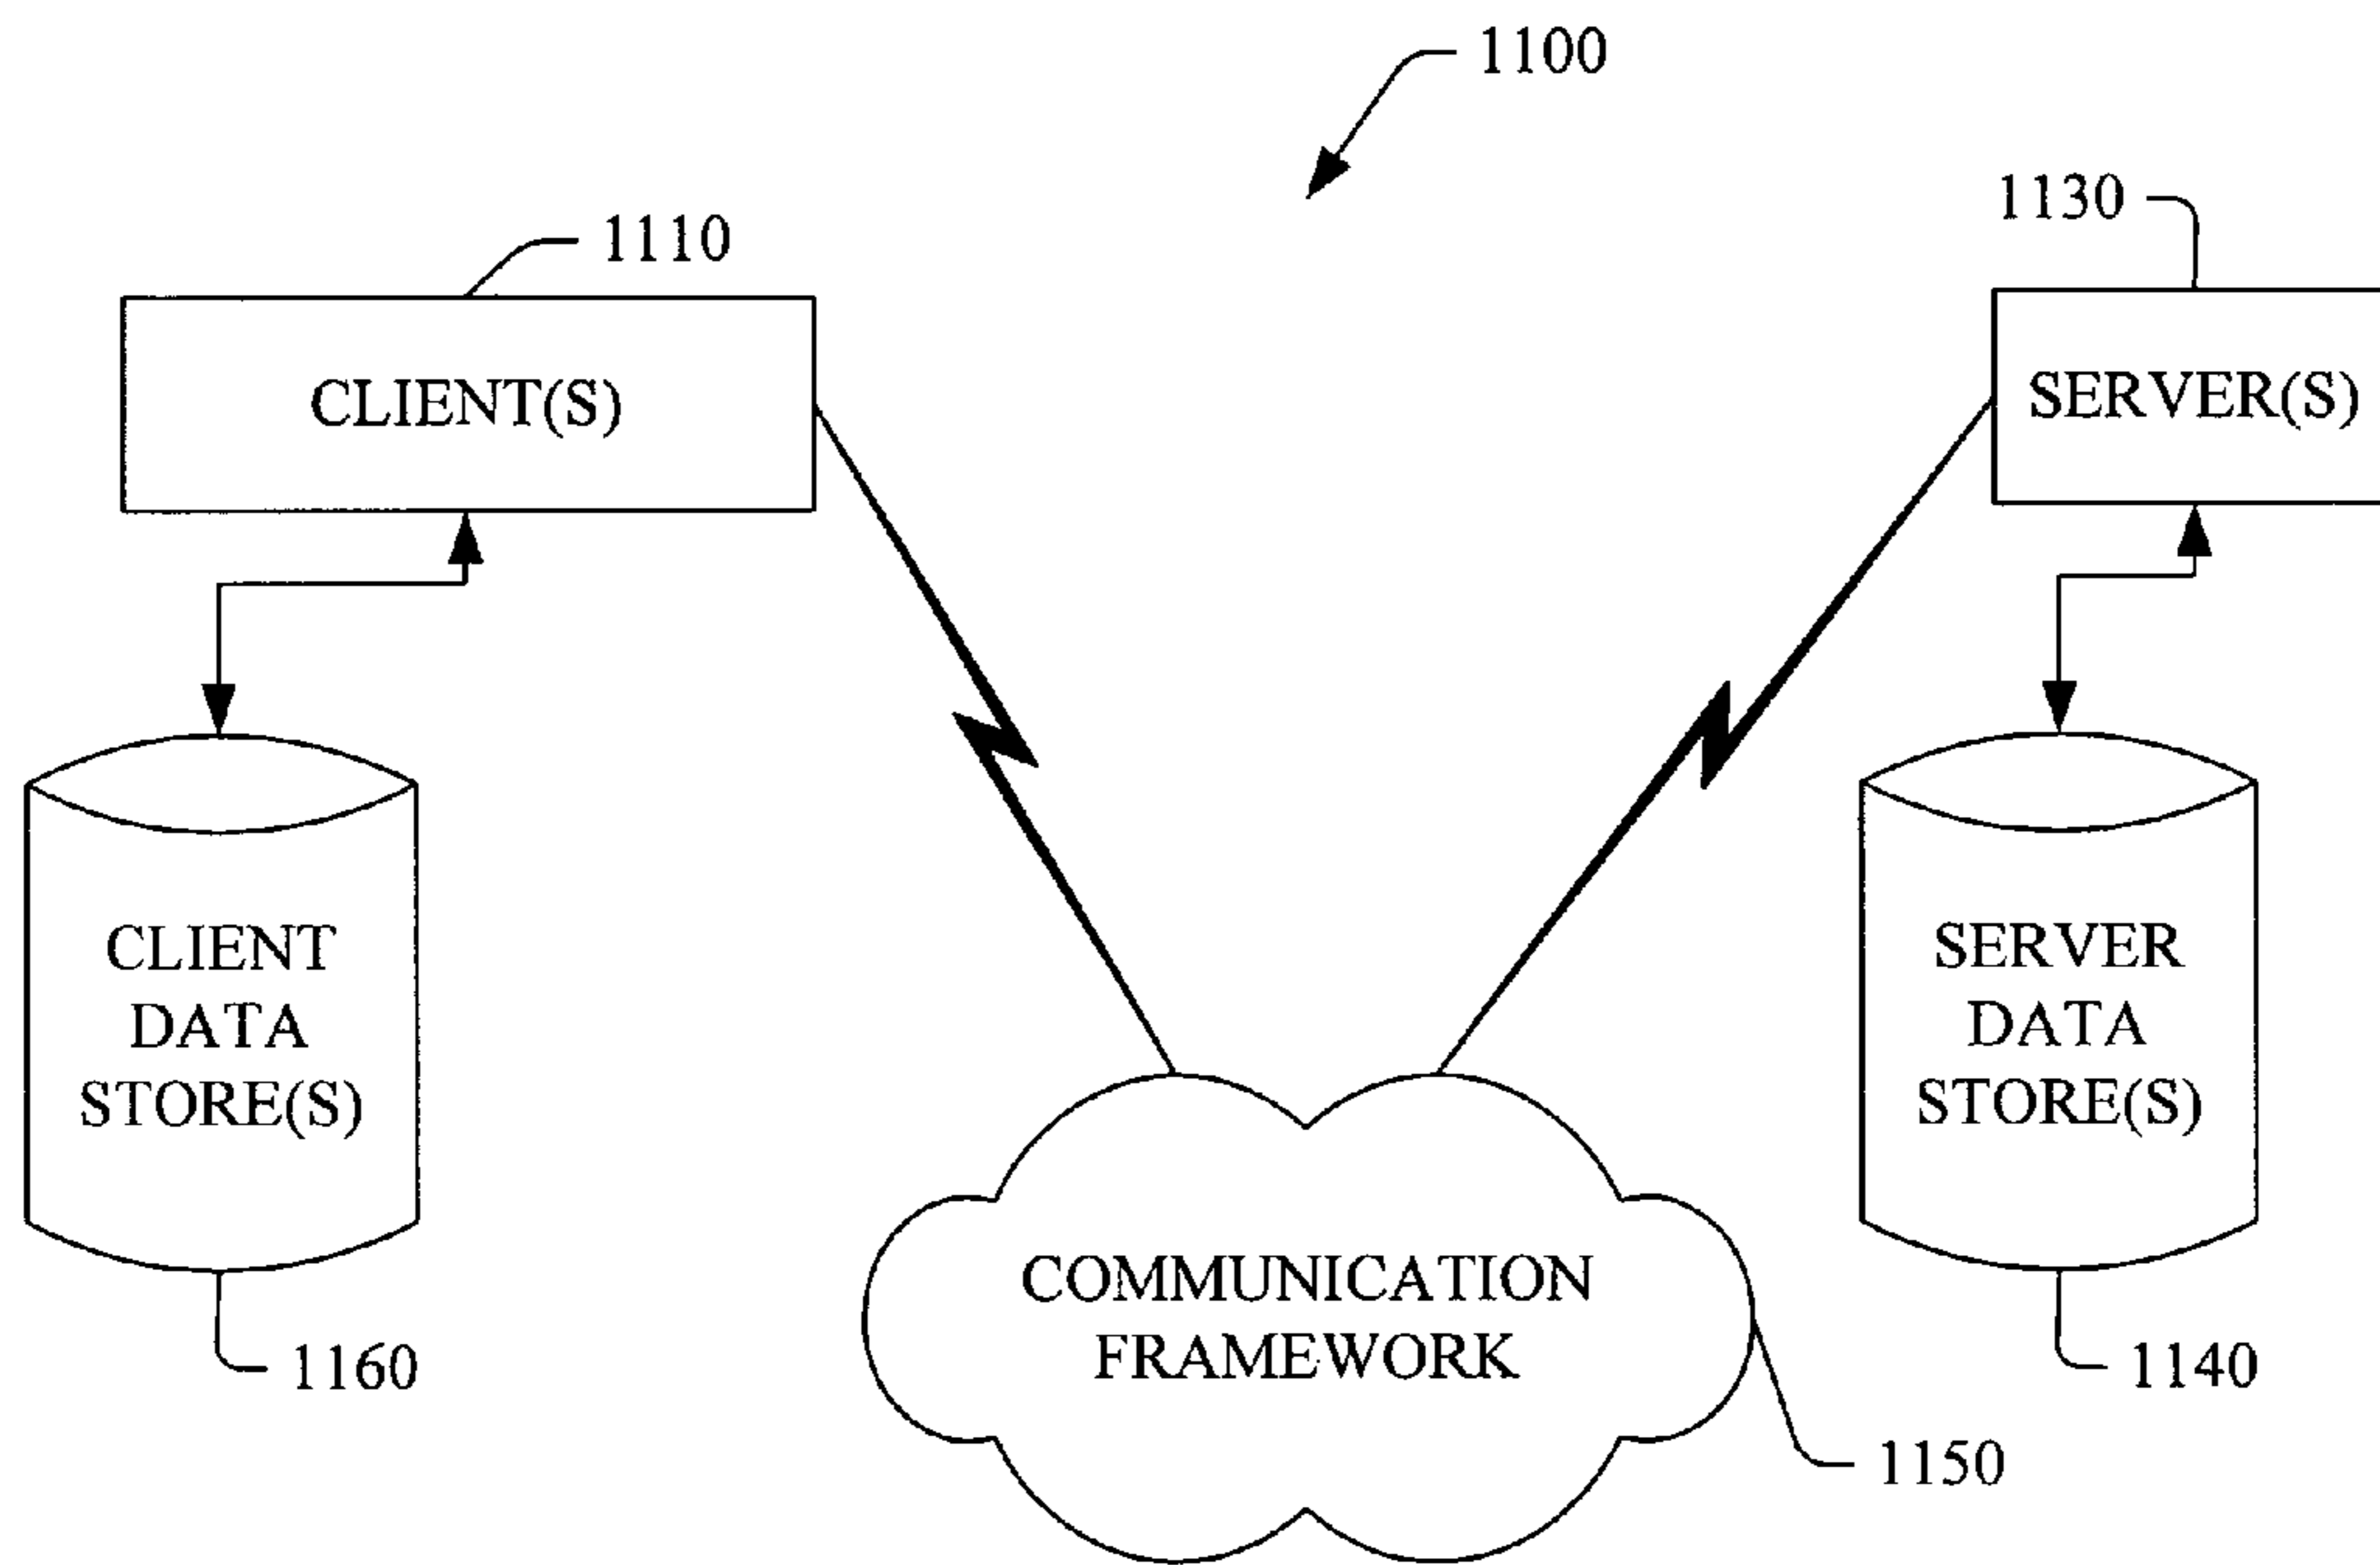 1100
1130
1110
CLIENT(S)
SERVER(S)
CLIENT
DATA
STORE(S)
SERVER
DATA
STORE(S)
COMMUNICATION
FRAMEWORK
1160
1140
1150